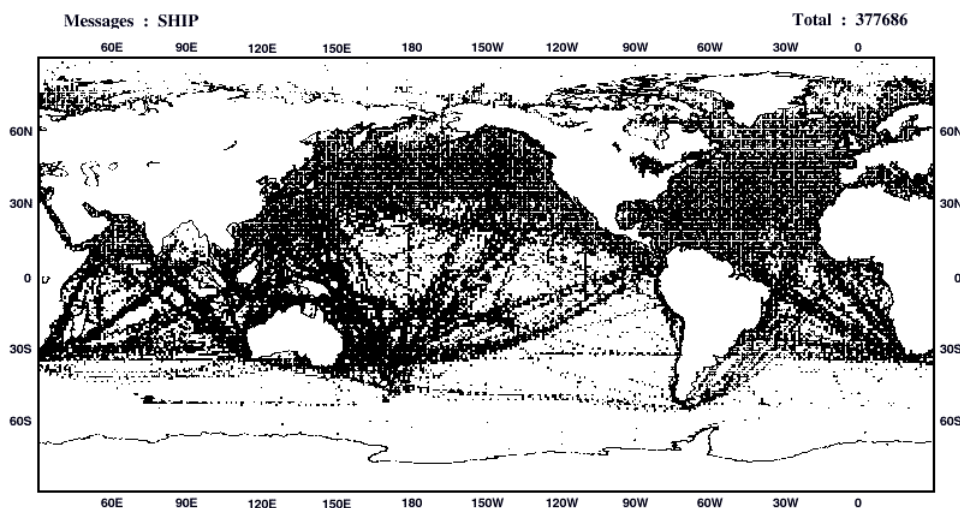 Messages : SHIP Total : 377686
60E 90E 120E 150E 180 150W 120W 90W 60W 30W 0
60N 60N
30N 30N
0 0
30S 30S
60S 60S
60E 90E 120E 150E 180 150W 120W 90W 60W 30W 0